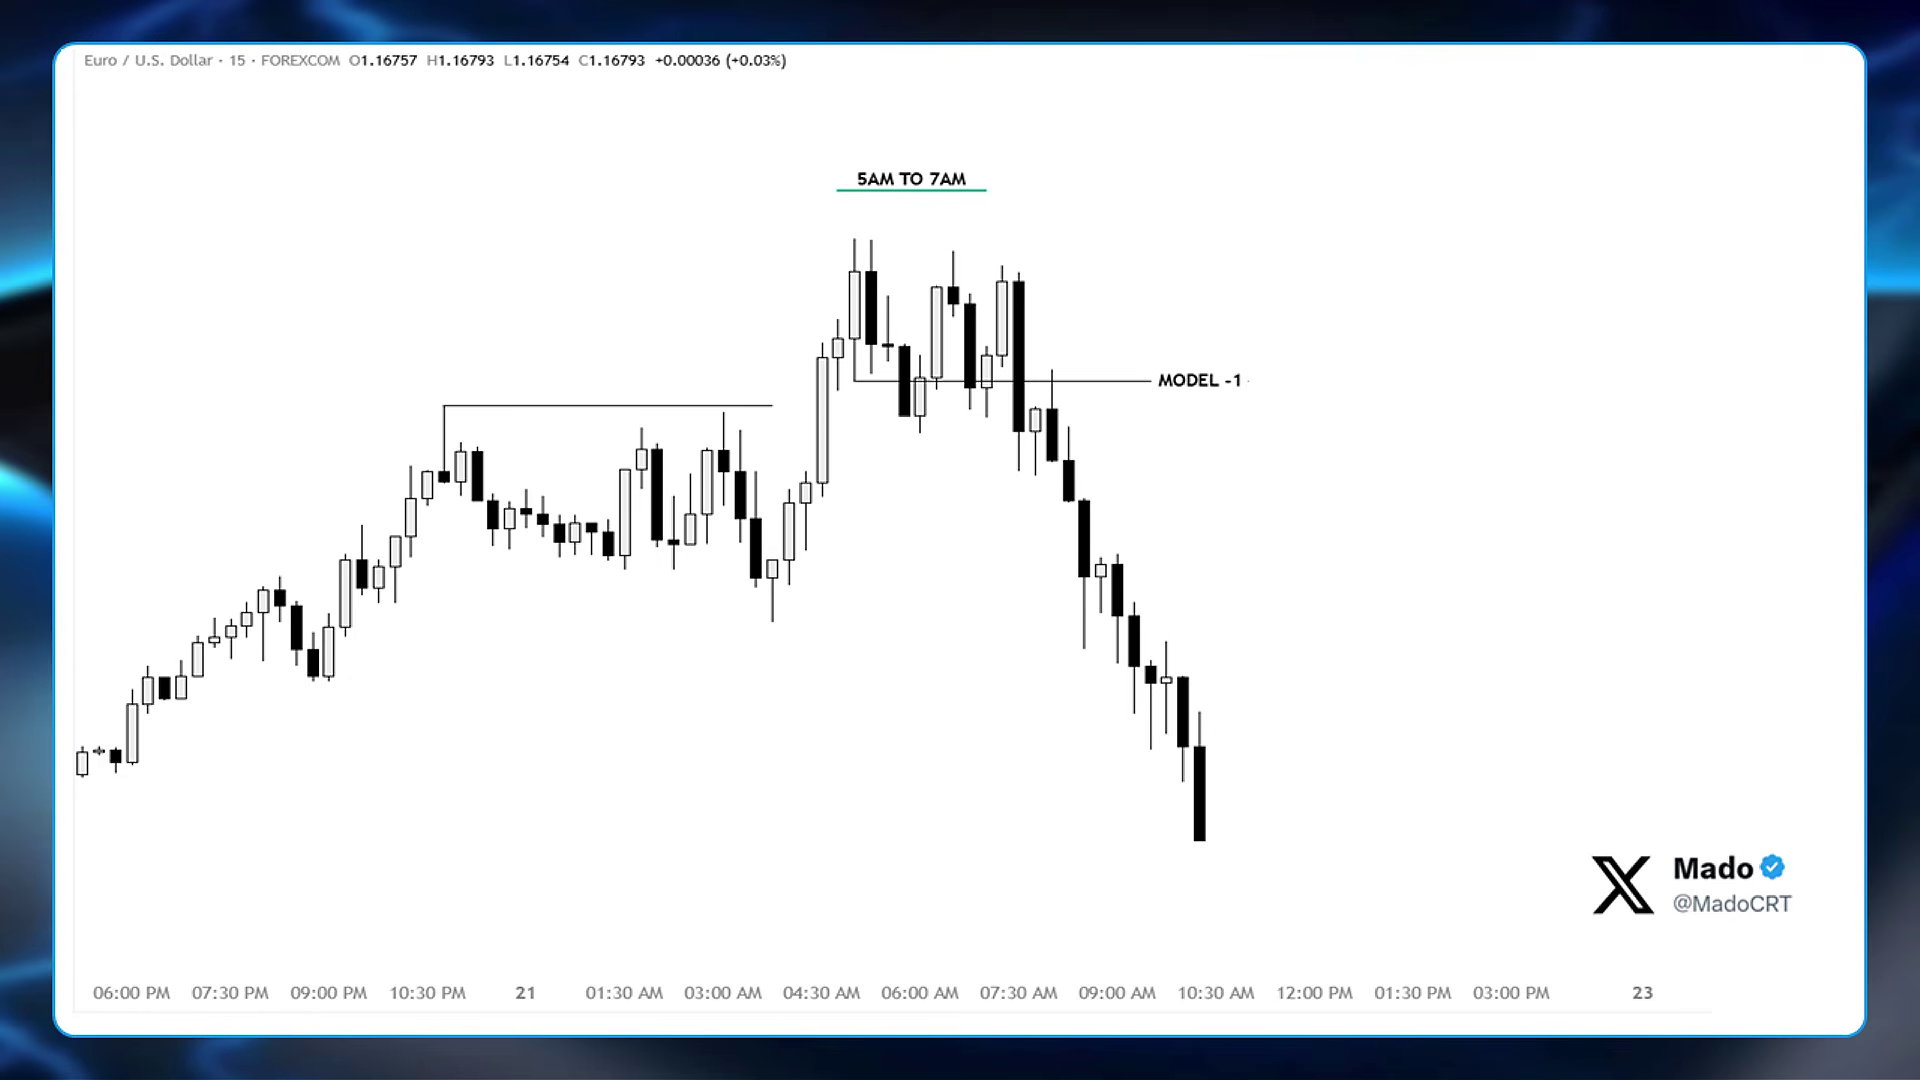 Euro / U.S. Dollar · 15 · FOREXCOM O1.16757 H1.16793 L1.16754 C1.16793 +0.00036 (+0.03%)
5AM TO 7AM
MODEL -1
Mado
@MadoCRT
06:00 PM 07:30 PM 09:00 PM 10:30 PM 21 01:30 AM 03:00 AM 04:30 AM 06:00 AM 07:30 AM 09:00 AM 10:30 AM 12:00 PM 01:30 PM 03:00 PM 23